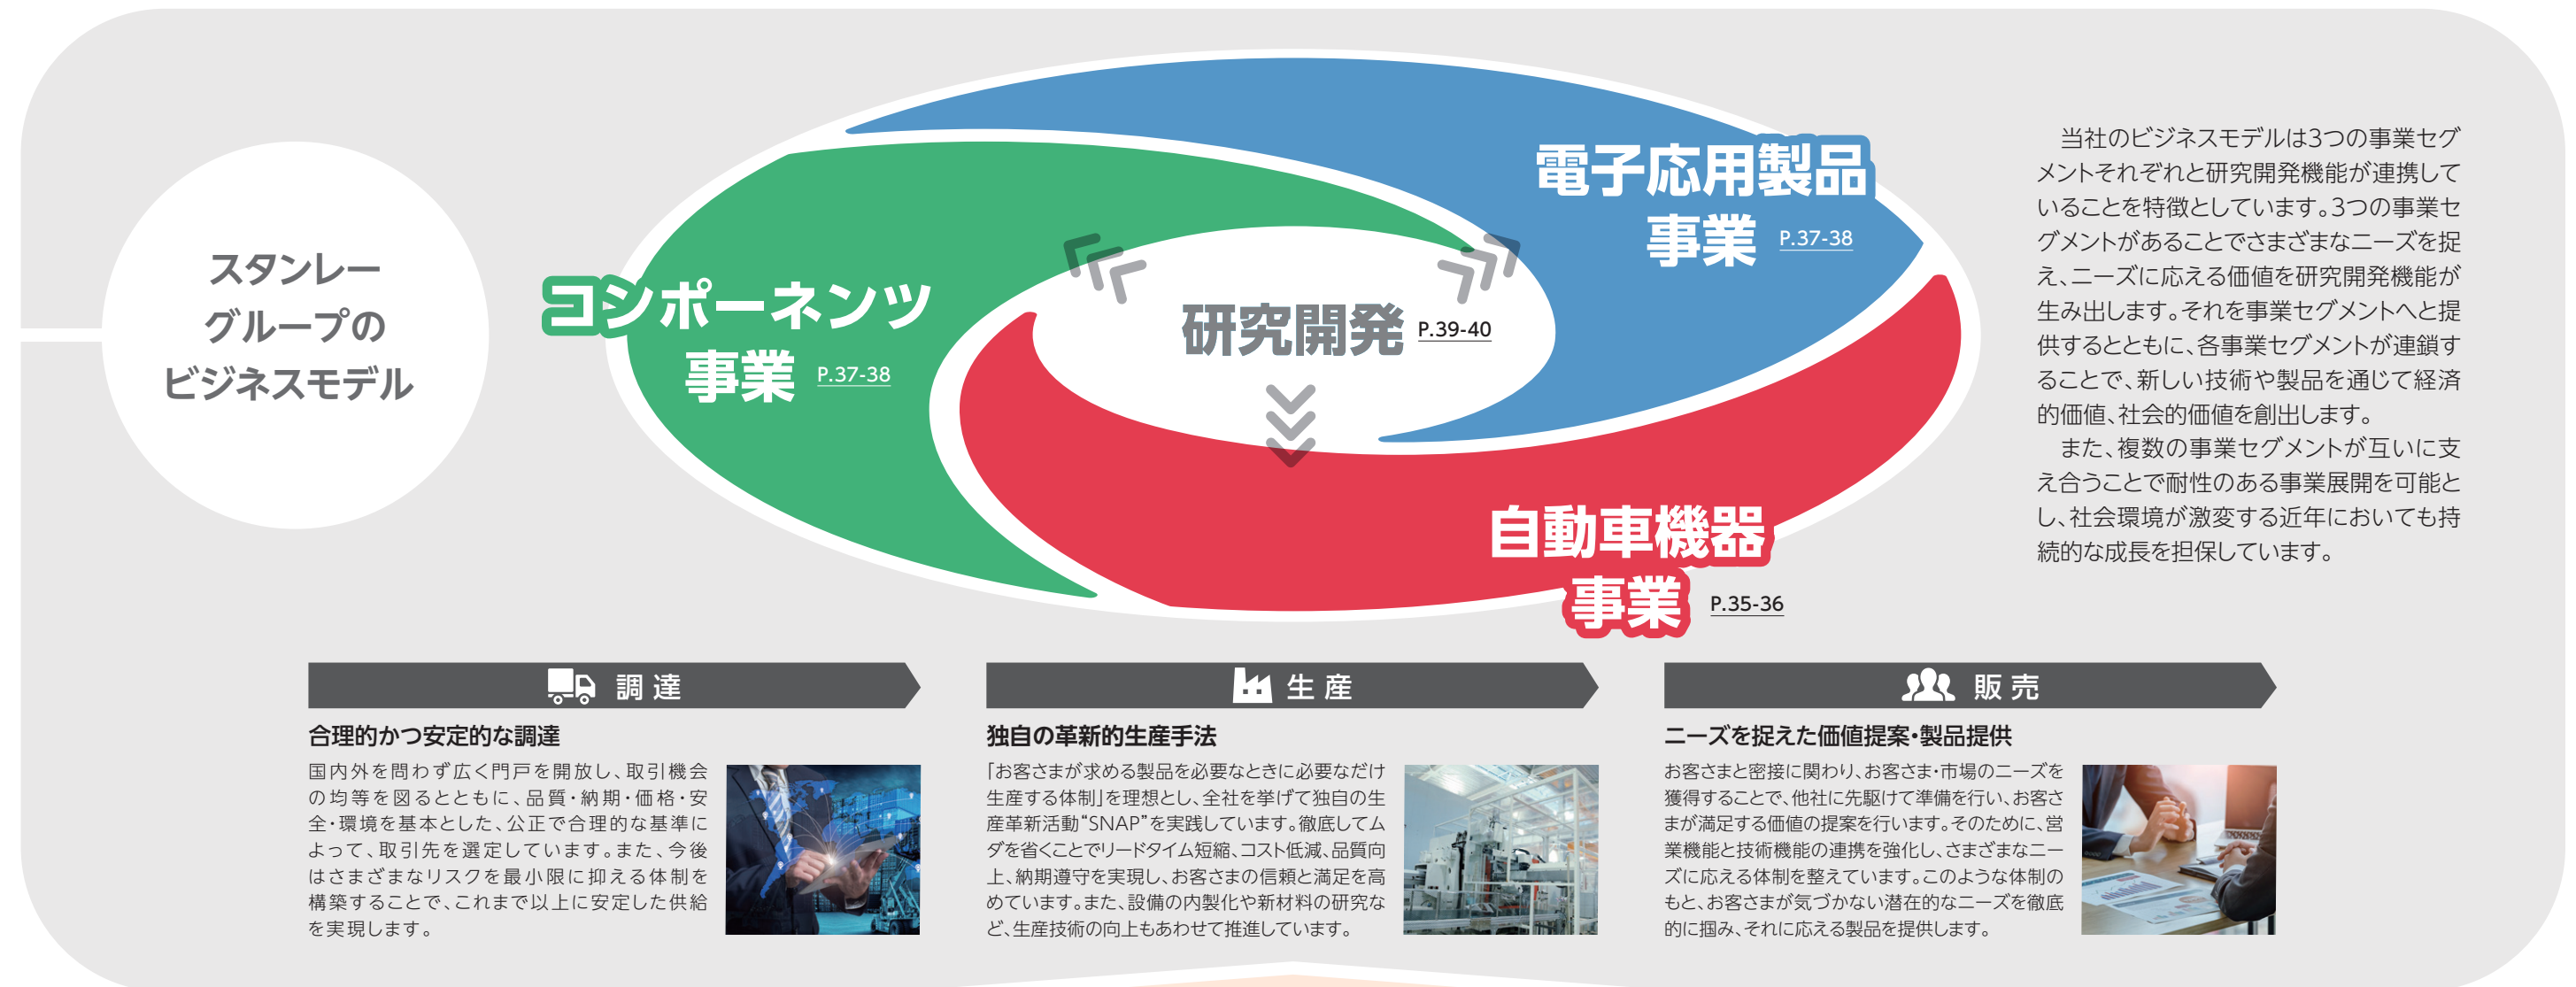 スタンレー
グループの
ビジネスモデル
電子応用製品
事業 P.37-38
コンポーネンツ
事業 P.37-38
研究開発 P.39-40
自動車機器
事業 P.35-36
当社のビジネスモデルは3つの事業セグ
メントそれぞれと研究開発機能が連携して
いることを特徴としています。3つの事業セ
グメントがあることでさまざまなニーズを捉
え、ニーズに応える価値を研究開発機能が
生み出します。それを事業セグメントへと提
供するとともに、各事業セグメントが連鎖す
ることで、新しい技術や製品を通じて経済
的価値、社会的価値を創出します。
また、複数の事業セグメントが互いに支
え合うことで耐性のある事業展開を可能と
し、社会環境が激変する近年においても持
続的な成長を担保しています。
調達
合理的かつ安定的な調達
国内外を問わず広く門戸を開放し、取引機会
の均等を図るとともに、品質・納期・価格・安
全・環境を基本とした、公正で合理的な基準に
よって、取引先を選定しています。また、今後
はさまざまなリスクを最小限に抑える体制を
構築することで、これまで以上に安定した供給
を実現します。
生産
独自の革新的生産手法
「お客さまが求める製品を必要なときに必要なだけ
生産する体制」を理想とし、全社を挙げて独自の生
産革新活動“SNAP”を実践しています。徹底してム
ダを省くことでリードタイム短縮、コスト低減、品質向
上、納期遵守を実現し、お客さまの信頼と満足を高
めています。また、設備の内製化や新材料の研究な
ど、生産技術の向上もあわせて推進しています。
販売
ニーズを捉えた価値提案・製品提供
お客さまと密接に関わり、お客さま・市場のニーズを
獲得することで、他社に先駆けて準備を行い、お客さ
まが満足する価値の提案を行います。そのために、営
業機能と技術機能の連携を強化し、さまざまなニー
ズに応える体制を整えています。このような体制の
もと、お客さまが気づかない潜在的なニーズを徹底
的に掴み、それに応える製品を提供します。